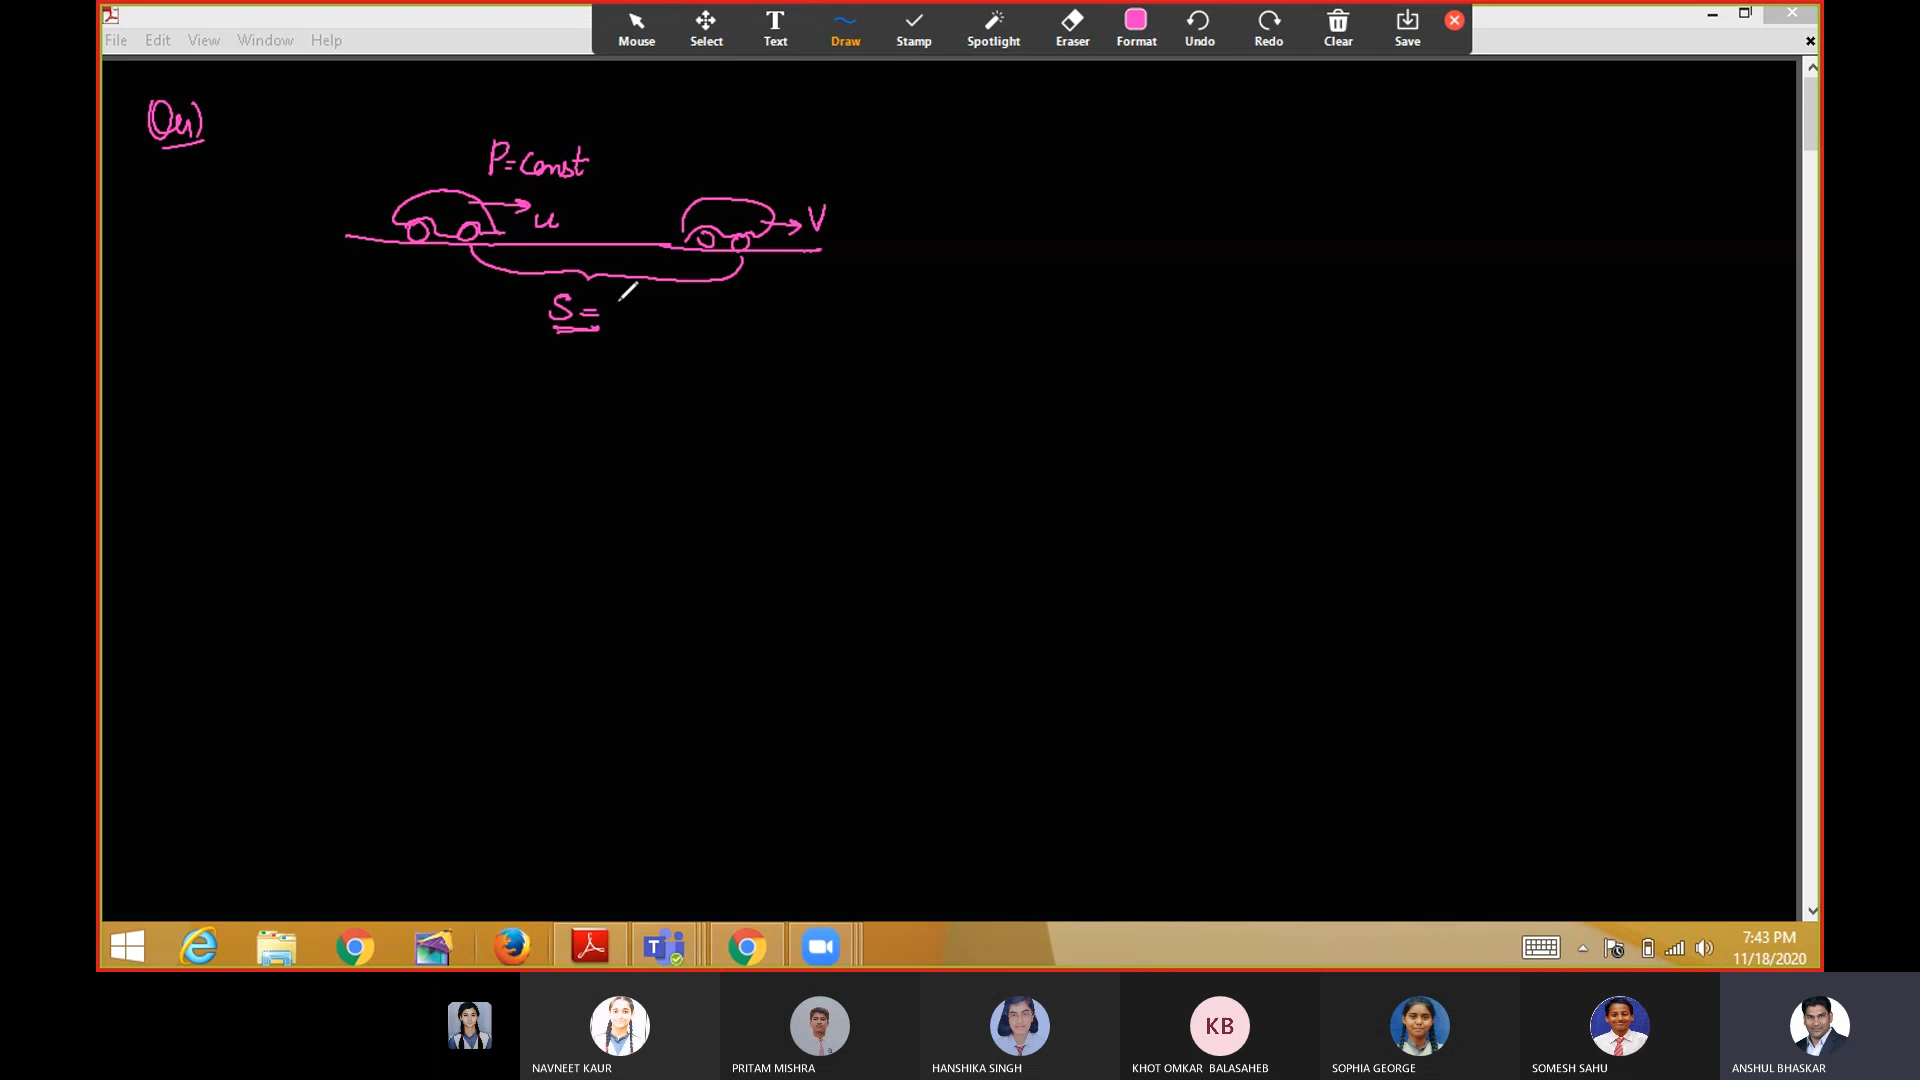 File Edit View Window Help
Mouse Select Text Draw Stamp Spotlight Eraser Format Undo Redo Clear Save
P=Const
u
V
S=
7:43 PM
11/18/2020
KB
NAVNEET KAUR
PRITAM MISHRA
HANSHIKA SINGH
KHOT OMKAR BALASAHEB
SOPHIA GEORGE
SOMESH SAHU
ANSHUL BHASKAR